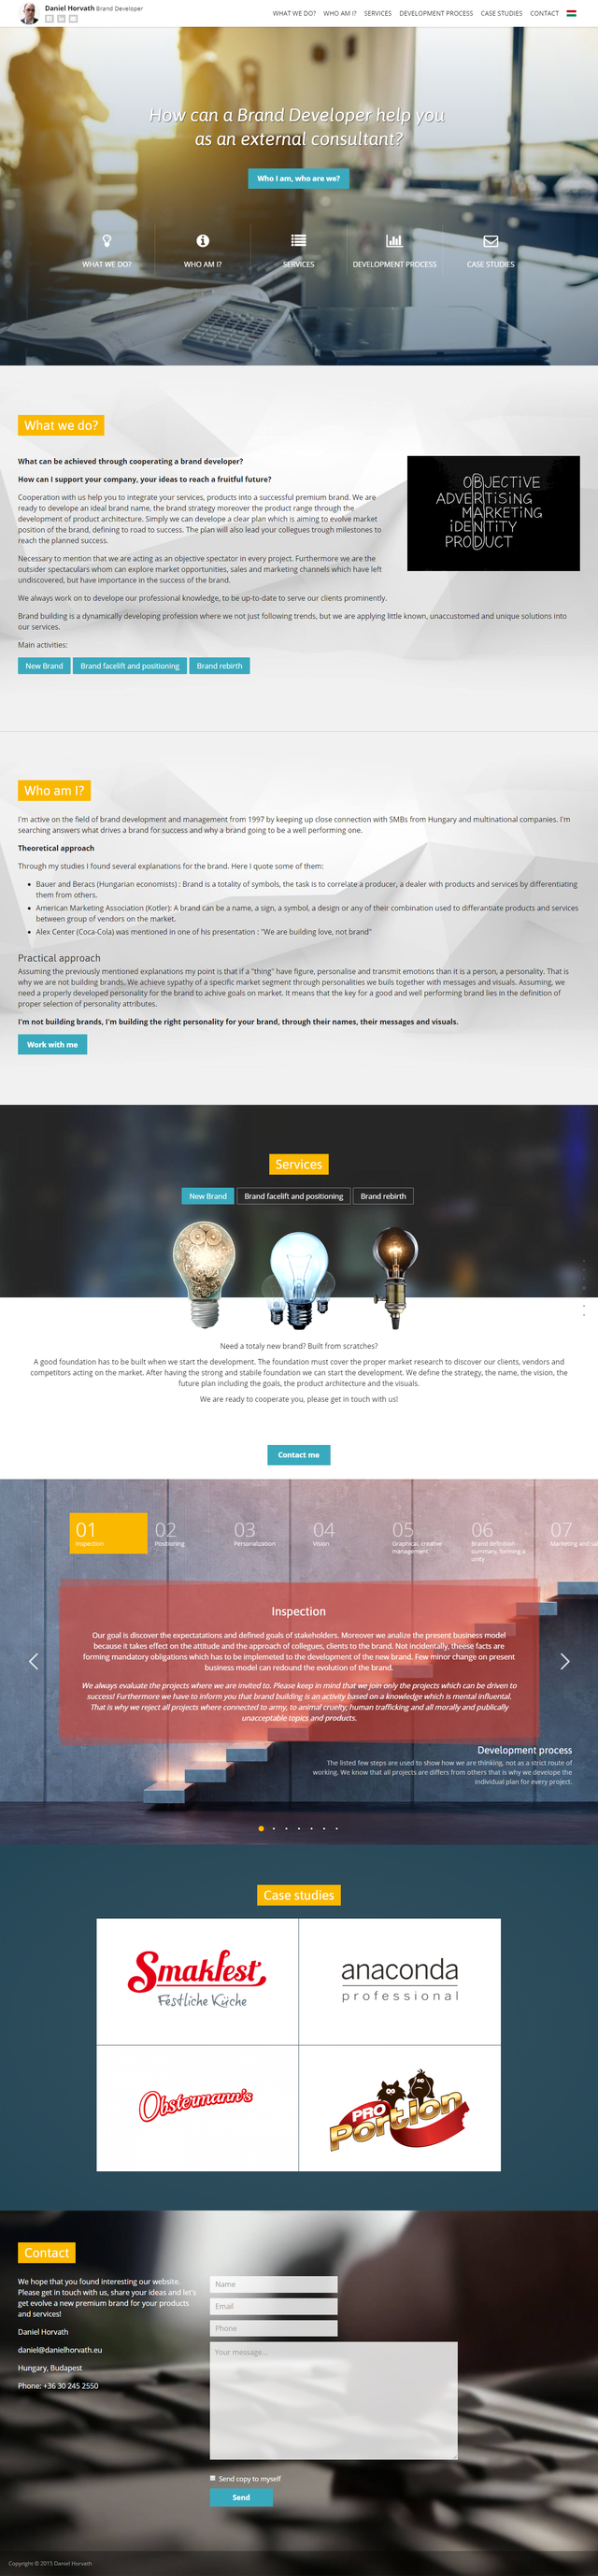 Daniel Horvath Brand Developer
WHAT WE DO? WHO AM I? SERVICES DEVELOPMENT PROCESS CASE STUDIES CONTACT
How can a Brand Developer help you
as an external consultant?
Who I am, who are we?
WHAT WE DO? WHO AM I? SERVICES DEVELOPMENT PROCESS CASE STUDIES
What we do?
What can be achieved through cooperating a brand developer?
How can I support your company, your ideas to reach a fruitful future?
Cooperation with us help you to integrate your services, products into a successful premium brand. We are
ready to develop an ideal brand name, the brand strategy moreover the product range through the
development of product architecture. Simply we can develope a clear plan which is aiming to evolve market
position of the brand, definining to road to success. The plan will also lead your collegues trough milestones to
reach the planned success.
Necessary to mention that we are acting as an objective spectator in every project. Furthermore we are the
outsider spectaculars whom can explore market opportunities, sales and marketing channels which have left
undiscovered, but have importance in the success of the brand.
We always work on to develope our professional knowledge, to be up-to-date to serve our clients prominently.
Brand building is a dynamically developing profession where we not just following trends, but we are applying little known, unaccustomed and unique solutions into
our services.
Main activities:
New Brand Brand facelift and positioning Brand rebirth
OBJECTIVE
ADVERTISING
MARKETING
iDENTITY
PRODUCT
Who am I?
I'm active on the field of brand development and management from 1997 by keeping up close connection with SMBs from Hungary and multinational companies. I'm
searching answers what drives a brand for success and why a brand going to be a well performing one.
Theoretical approach
Through my studies I found several explanations for the brand. Here I quote some of them:
• Bauer and Beracs (Hungarian economists) : Brand is a totality of symbols, the task is to correlate a producer, a dealer with products and services by differentiating
them from others.
• American Marketing Association (Kotler): A brand can be a name, a sign, a symbol, a design or any of their combination used to differantiate products and services
between group of vendors on the market.
• Alex Center (Coca-Cola) was mentioned in one of his presentation : "We are building love, not brand"
Practical approach
Assuming the previously mentioned explanations my point is that if a "thing" have figure, personalise and transmit emotions than it is a person, a personality. That is
why we are not building brands, We achieve sypathy of a specific market segment through personalities we buils together with messages and visuals. Assuming, we
need a properly developed personality for the brand to achive goals on market. It means that the key for a good and well performing brand lies in the definition of
proper selection of personality attributes.
I'm not building brands, I'm building the right personality for your brand, through their names, their messages and visuals.
Work with me
Services
New Brand Brand facelift and positioning Brand rebirth
Need a totaly new brand? Built from scratches?
A good foundation has to be built when we start the development. The foundation must cover the proper market research to discover our clients, vendors and
competitors acting on the market. After having the strong and stabile foundation we can start the development. We define the strategy, the name, the vision, the
future plan including the goals, the product architecture and the visuals.
We are ready to cooperate you, please get in touch with us!
Contact me
01 02 03 04 05 06 07
Inspection Positioning Personalization Vision Graphical, creative management Brand definition - summary, forming a unity Marketing and sal
Inspection
Our goal is discover the expectatations and defined goals of stakeholders. Moreover we analize the present business model
because it takes effect on the attitude and the approach of collegues, clients to the brand. Not incidentally, theese facts are
forming mandatory obligations which has to be implemeted to the development of the new brand. Few minor change on present
business model can redound the evolution of the brand.
We always evaluate the projects where we are invited to. Please keep in mind that we join only the projects which can be driven to
success! Furthermore we have to inform you that brand building is an activity based on a knowledge which is mental influental.
That is why we reject all projects where connected to army, to animal cruelty, human trafficking and all morally and publically
unacceptable topics and products.
Development process
The listed few steps are used to show how we are thinking, not as a strict route of
working. We know that all projects are differs from others that is why we develope the
individual plan for every project.
Case studies
Smakfest
Festliche Küche
anaconda
professional
Obstermann's
PRO
Portion
Contact
We hope that you found interesting our website.
Please get in touch with us, share your ideas and let's
get evolve a new premium brand for your products
and services!
Daniel Horvath
daniel@danielhorvath.eu
Hungary, Budapest
Phone: +36 30 245 2550
Name
Email
Phone
Your message...
Send copy to myself
Send
Copyright © 2015 Daniel Horvath